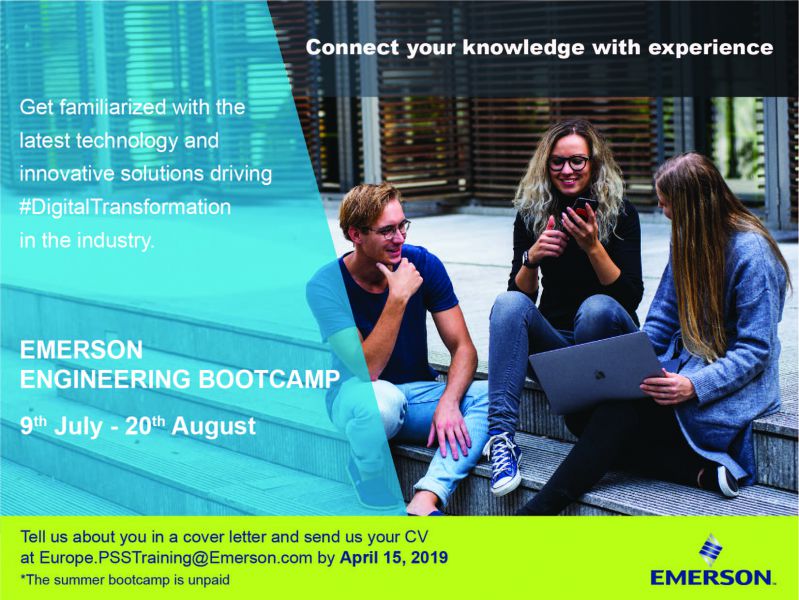 Connect your knowledge with experience
Get familiarized with the
latest technology and
innovative solutions driving
#DigitalTransformation
in the industry.
EMERSON
ENGINEERING BOOTCAMP
9th July - 20th August
Tell us about you in a cover letter and send us your CV
at Europe.PSSTraining@Emerson.com by April 15, 2019
*The summer bootcamp is unpaid
EMERSON™